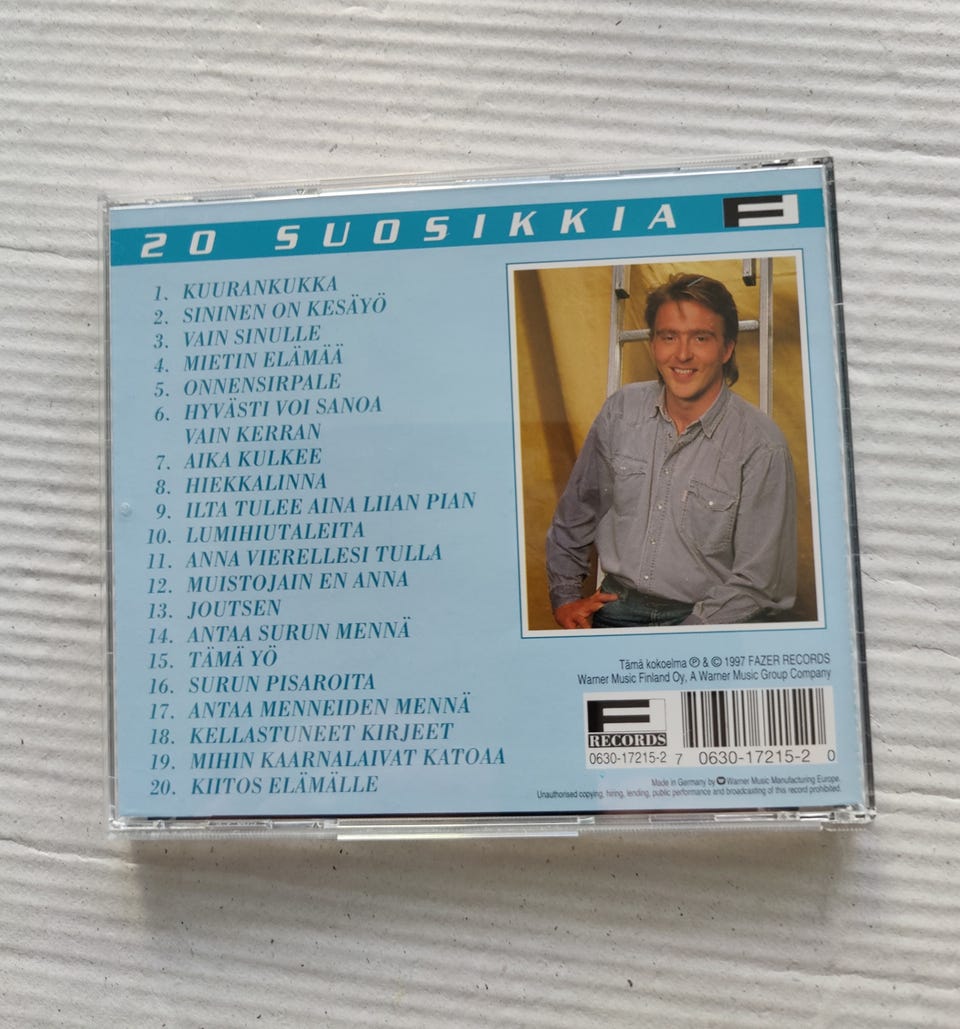 20 SUOSIKKIA
1. KUURANKUKKA
2. SININEN ON KESÄYÖ
3. VAIN SINULLE
4. MIETIN ELÄMÄÄ
5. ONNENSIRPALE
6. HYVÄSTI VOI SANOA
VAIN KERRAN
7. AIKA KULKEE
8. HIEKKALINNA
9. ILTA TULEE AINA LIIAN PIAN
10. LUMIHIUTALEITA
11. ANNA VIERELLESI TULLA
12. MUISTOJAIN EN ANNA
13. JOUTSEN
14. ANTAA SURUN MENNÄ
15. TÄMÄ YÖ
16. SURUN PISAROITA
17. ANTAA MENNEIDEN MENNÄ
18. KELLASTUNEET KIRJEET
19. MIHIN KAARNALAIVAT KATOAA
20. KIITOS ELÄMÄLLE
Tämä kokoelma ℗ & © 1997 FAZER RECORDS
Warner Music Finland Oy, A Warner Music Group Company
RECORDS
0630-17215-2
7 0630-17215-2 0
Made in Germany by Warner Music Manufacturing Europe.
Unauthorised copying, hiring, lending, public performance and broadcasting of this record prohibited.